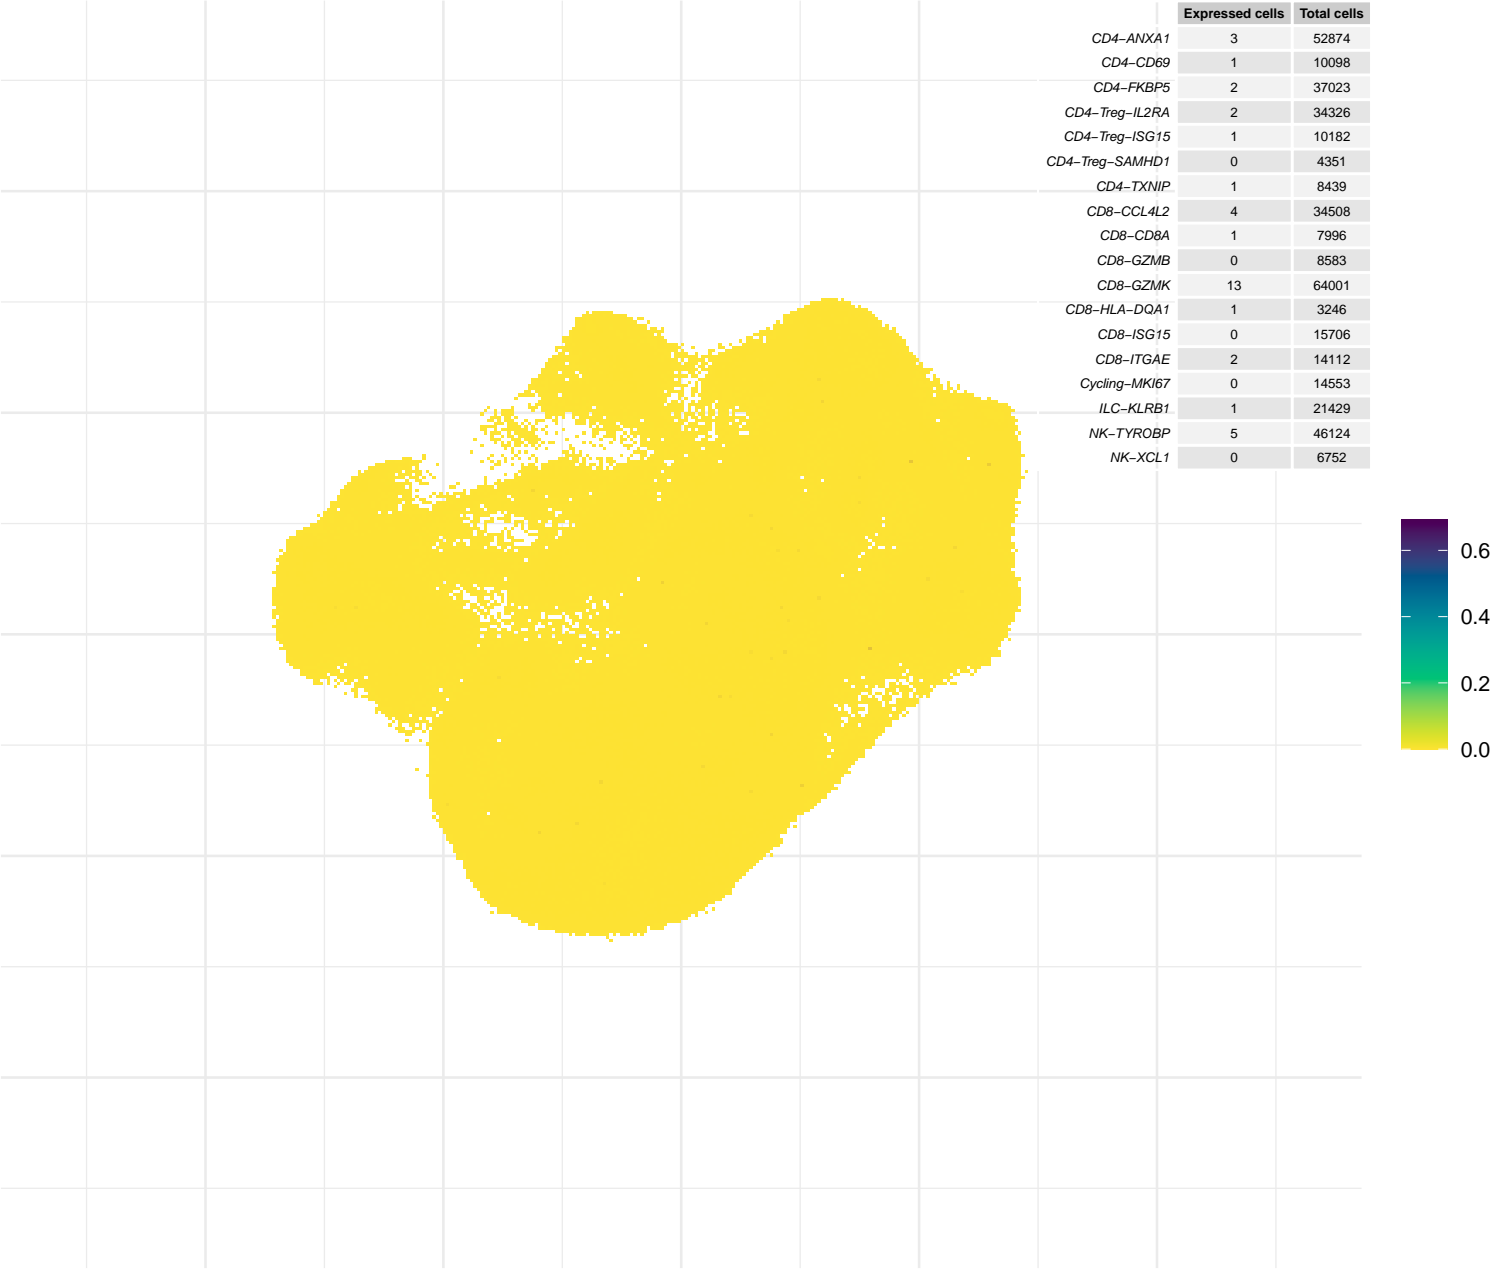 Expressed cells Total cells
CD4−ANXA1 3 52874
CD4−CD69 1 10098
CD4−FKBP5 2 37023
CD4−Treg−IL2RA 2 34326
CD4−Treg−ISG15 1 10182
CD4−Treg−SAMHD1 0 4351
CD4−TXNIP 1 8439
CD8−CCL4L2 4 34508
CD8−CD8A 1 7996
CD8−GZMB 0 8583
CD8−GZMK 13 64001
CD8−HLA−DQA1 1 3246
CD8−ISG15 0 15706
CD8−ITGAE 2 14112
Cycling−MKI67 0 14553
ILC−KLRB1 1 21429
NK−TYROBP 5 46124
NK−XCL1 0 6752
0.6
0.4
0.2
0.0